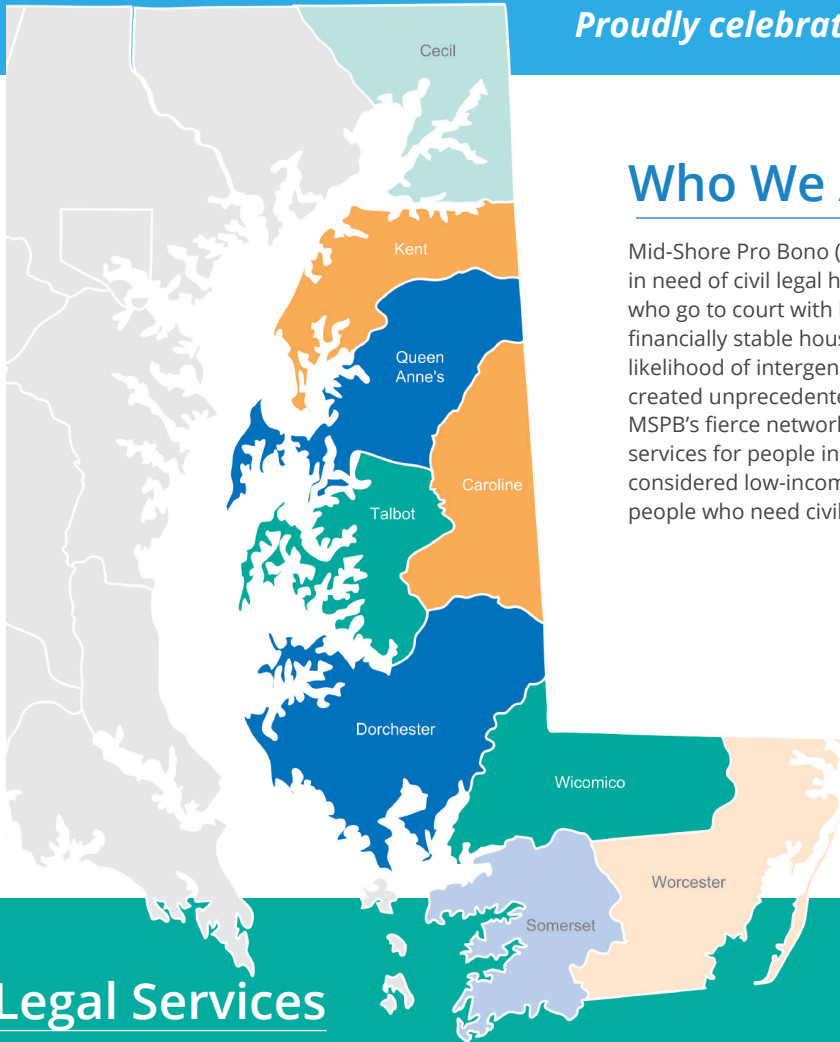 Proudly celebrat
Cecil
Who We A
Kent
Mid-Shore Pro Bono (
in need of civil legal h
who go to court with
financially stable hous
likelihood of intergen
created unprecedente
MSPB’s fierce network
services for people in
considered low-incom
people who need civil
Queen
Anne's
Caroline
Talbot
Dorchester
Wicomico
Worcester
Somerset
Legal Services